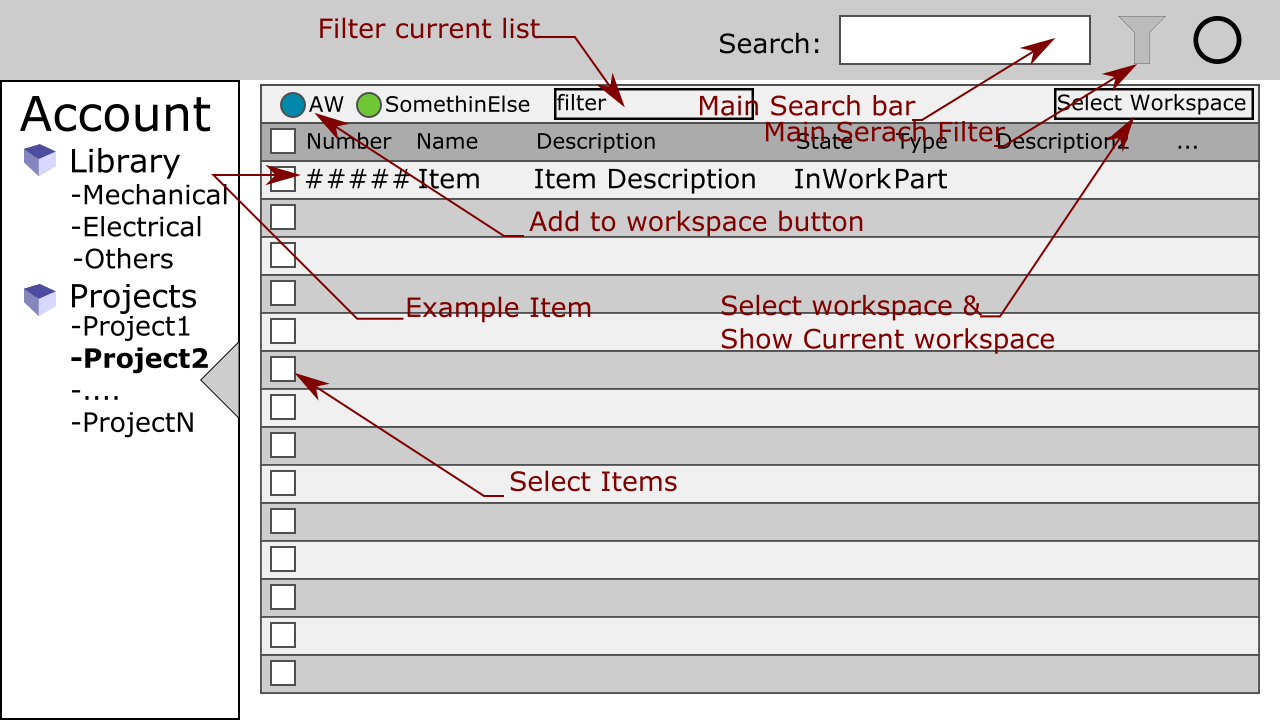 Filter current list
Search:
Account
Library
-Mechanical
-Electrical
-Others
Projects
-Project1
-Project2
-....
-ProjectN
AW
SomethinElse
filter
Main Search bar
Select Workspace
Main Serach Filter
Number Name Description State Type Description2 ...
##### Item Item Description InWork Part
Add to workspace button
Example Item
Select workspace &
Show Current workspace
Select Items